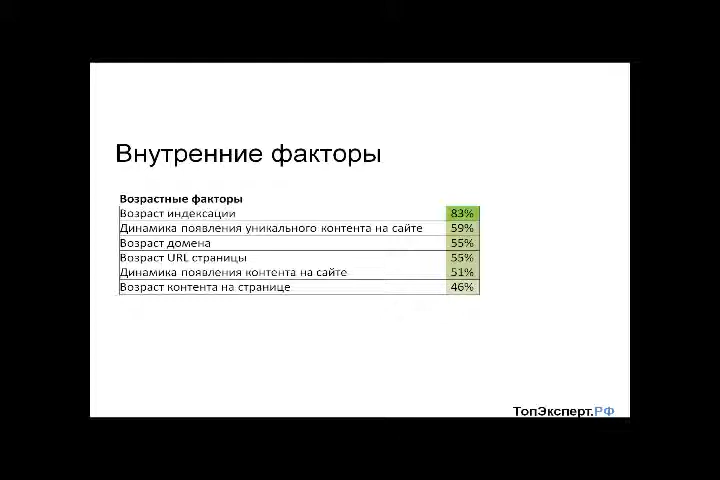 Внутренние факторы
Возрастные факторы
Возраст индексации 83%
Динамика появления уникального контента на сайте 59%
Возраст домена 55%
Возраст URL страницы 55%
Динамика появления контента на сайте 51%
Возраст контента на странице 46%
ТопЭксперт.РФ